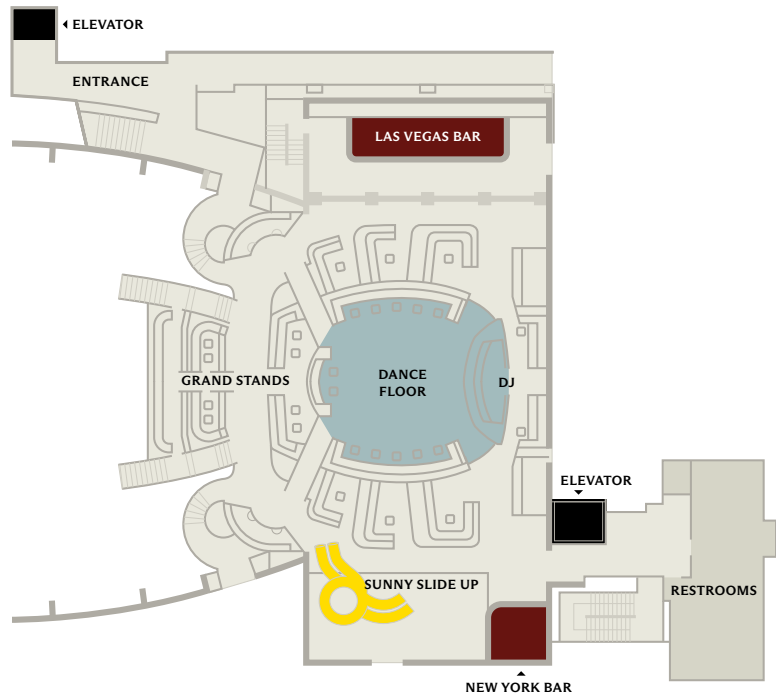 ELEVATOR
ENTRANCE
LAS VEGAS BAR
GRAND STANDS
DANCE
FLOOR
DJ
ELEVATOR
SUNNY SLIDE UP
RESTROOMS
NEW YORK BAR